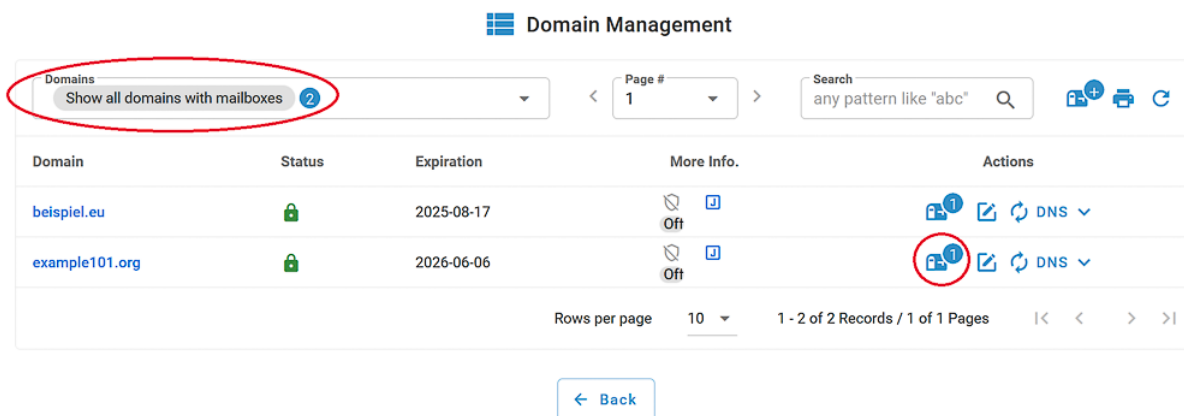 Domain Management
Domains
Show all domains with mailboxes 2
Page #
1
Search
any pattern like "abc"
Domain Status Expiration More Info. Actions
beispiel.eu 2025-08-17 J Off 1 DNS
example101.org 2026-06-06 J Off 1 DNS
Rows per page 10 1 - 2 of 2 Records / 1 of 1 Pages
Back